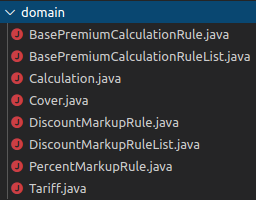 domain
BasePremiumCalculationRule.java
BasePremiumCalculationRuleList.java
Calculation.java
Cover.java
DiscountMarkupRule.java
DiscountMarkupRuleList.java
PercentMarkupRule.java
Tariff.java